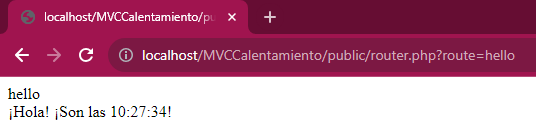 localhost/MVCCalentamiento/pu
localhost/MVCCalentamiento/public/router.php?route=hello
hello
¡Hola! ¡Son las 10:27:34!